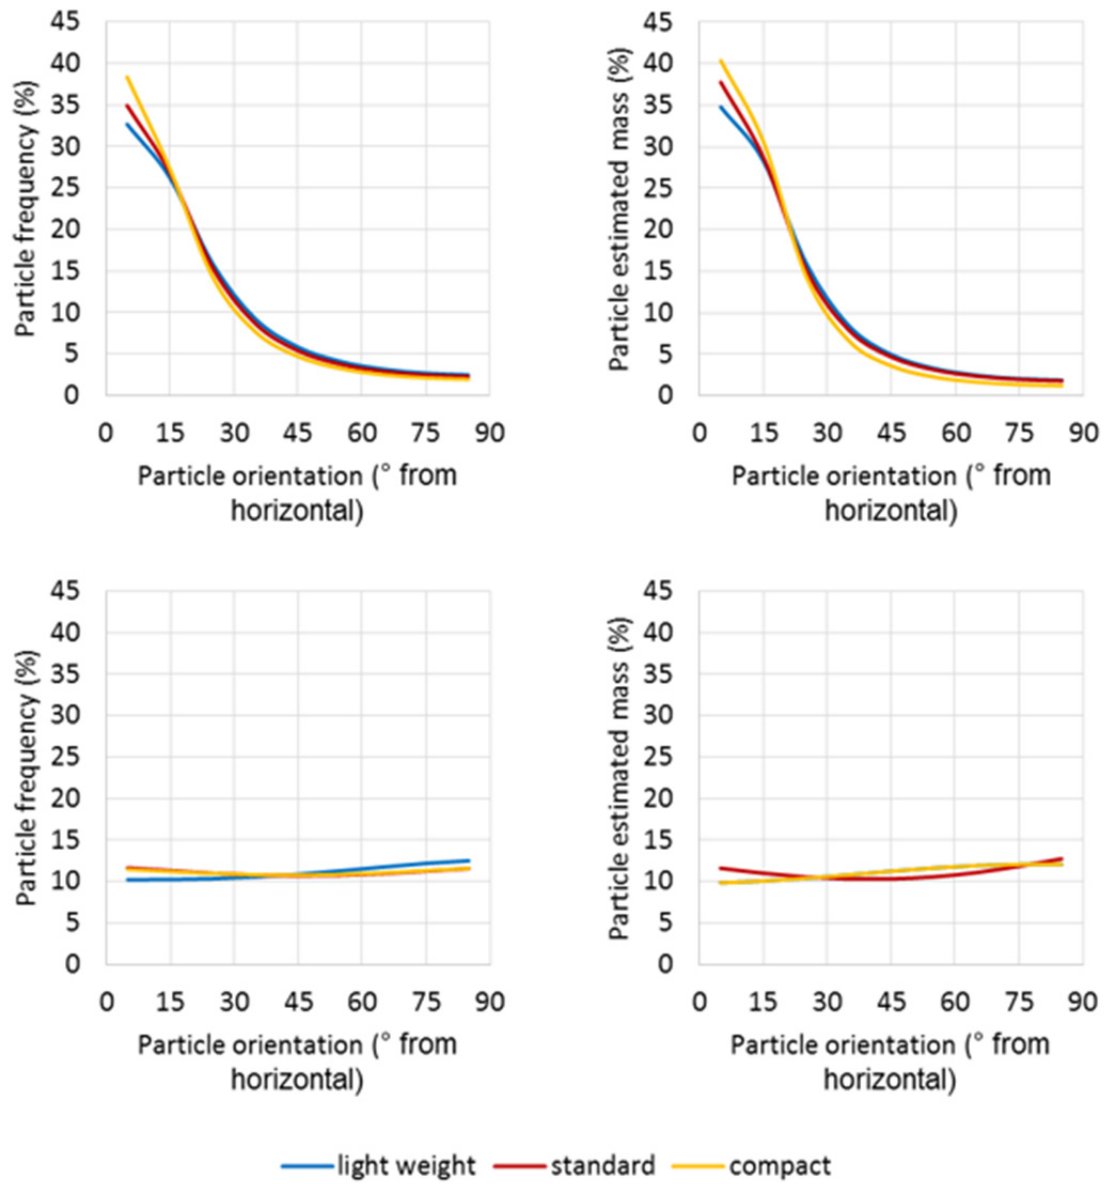 Particle frequency (%)
45
40
35
30
25
20
15
10
5
0
0 15 30 45 60 75 90
Particle orientation (° from
horizontal)
Particle estimated mass (%)
45
40
35
30
25
20
15
10
5
0
0 15 30 45 60 75 90
Particle orientation (° from
horizontal)
Particle frequency (%)
45
40
35
30
25
20
15
10
5
0
0 15 30 45 60 75 90
Particle orientation (° from
horizontal)
Particle estimated mass (%)
45
40
35
30
25
20
15
10
5
0
0 15 30 45 60 75 90
Particle orientation (° from
horizontal)
light weight standard compact